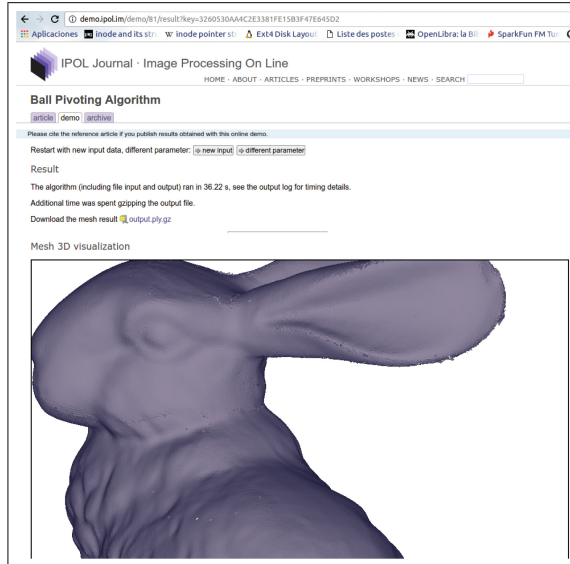 demo.ipol.im/demo/81/result?key=3260530AA4C2E3381FE15B3F47E645D2
Aplicaciones inode and its stru inode pointer str Ext4 Disk Layout Liste des postes OpenLibra: la Bib SparkFun FM Tun
IPOL Journal · Image Processing On Line
HOME · ABOUT · ARTICLES · PREPRINTS · WORKSHOPS · NEWS · SEARCH
Ball Pivoting Algorithm
article demo archive
Please cite the reference article if you publish results obtained with this online demo.
Restart with new input data, different parameter: new input different parameter
Result
The algorithm (including file input and output) ran in 36.22 s, see the output log for timing details.
Additional time was spent gzipping the output file.
Download the mesh result output.ply.gz
Mesh 3D visualization